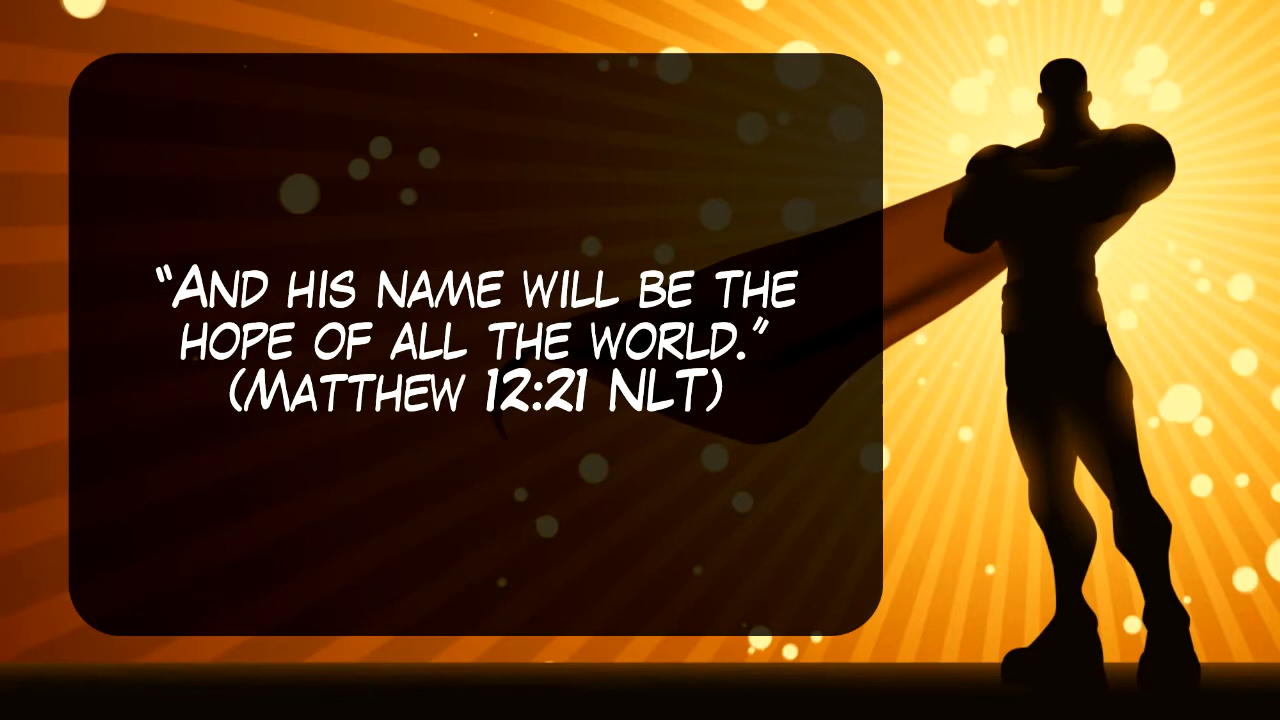 "And his name will be the
hope of all the world."
(Matthew 12:21 NLT)